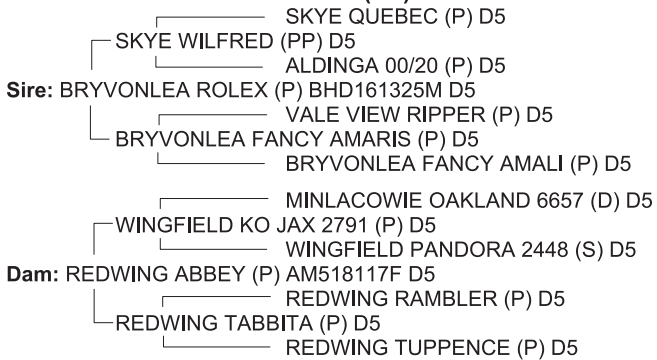 SKYE QUEBEC (P) D5
SKYE WILFRED (PP) D5
ALDINGA 00/20 (P) D5
Sire: BRYVONLEA ROLEX (P) BHD161325M D5
VALE VIEW RIPPER (P) D5
BRYVONLEA FANCY AMARIS (P) D5
BRYVONLEA FANCY AMALI (P) D5
MINLACOWIE OAKLAND 6657 (D) D5
WINGFIELD KO JAX 2791 (P) D5
WINGFIELD PANDORA 2448 (S) D5
Dam: REDWING ABBEY (P) AM518117F D5
REDWING RAMBLER (P) D5
REDWING TABBITA (P) D5
REDWING TUPPENCE (P) D5